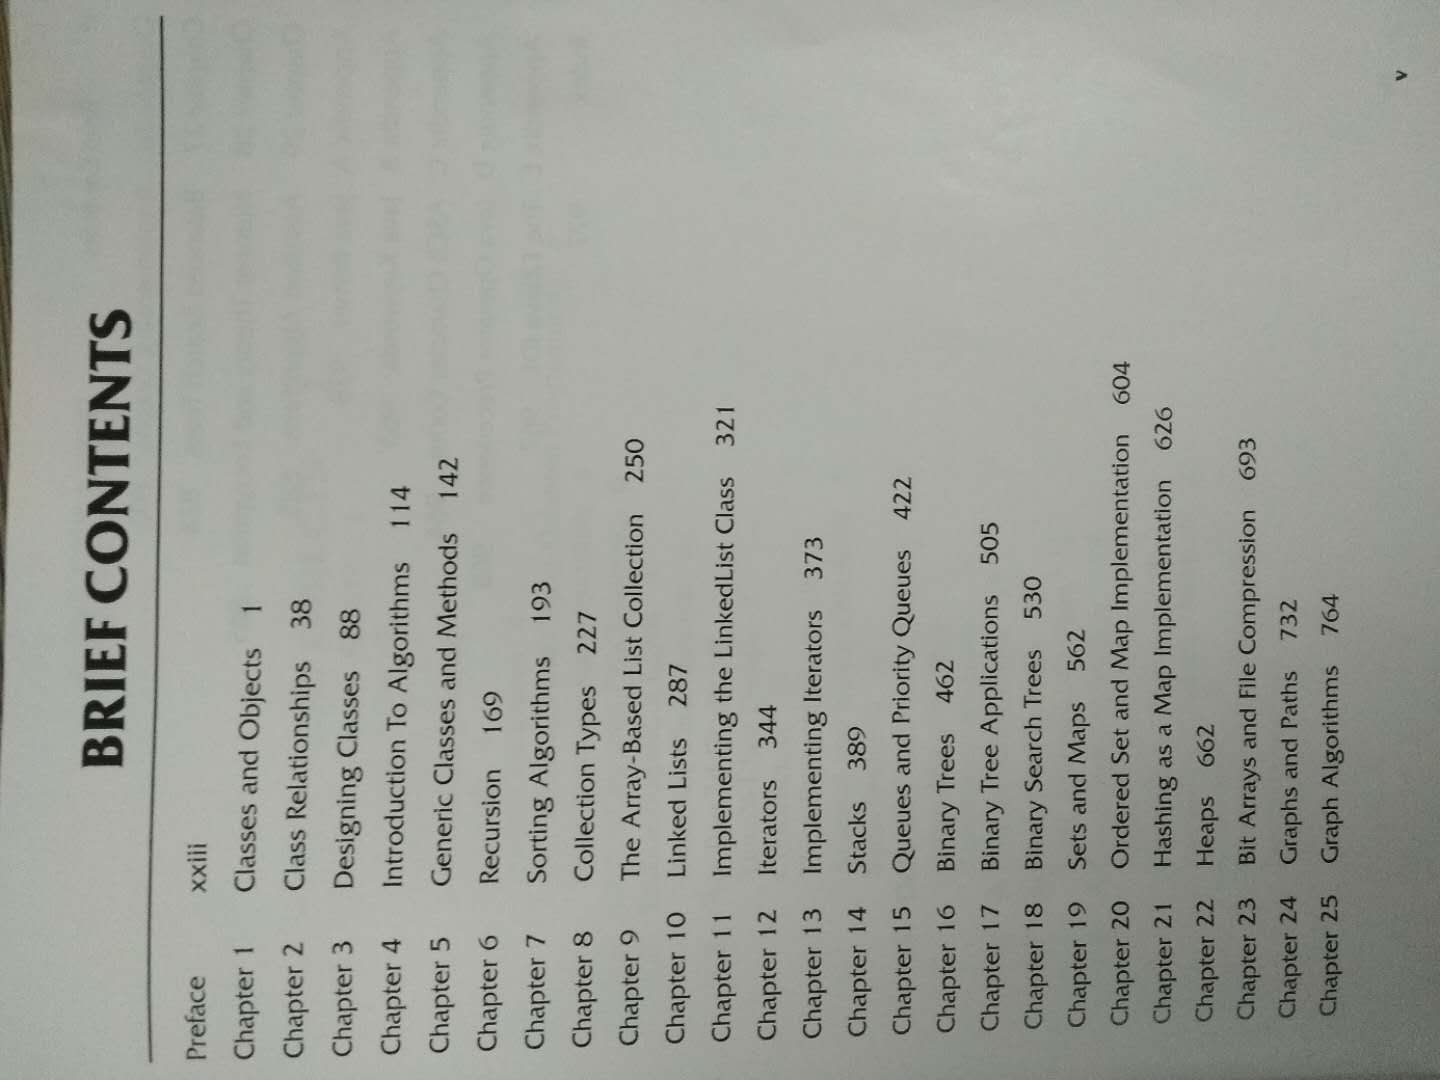 BRIEF CONTENTS
Preface xxiii
Chapter 1 Classes and Objects 1
Chapter 2 Class Relationships 38
Chapter 3 Designing Classes 88
Chapter 4 Introduction To Algorithms 114
Chapter 5 Generic Classes and Methods 142
Chapter 6 Recursion 169
Chapter 7 Sorting Algorithms 193
Chapter 8 Collection Types 227
Chapter 9 The Array-Based List Collection 250
Chapter 10 Linked Lists 287
Chapter 11 Implementing the LinkedList Class 321
Chapter 12 Iterators 344
Chapter 13 Implementing Iterators 373
Chapter 14 Stacks 389
Chapter 15 Queues and Priority Queues 422
Chapter 16 Binary Trees 462
Chapter 17 Binary Tree Applications 505
Chapter 18 Binary Search Trees 530
Chapter 19 Sets and Maps 562
Chapter 20 Ordered Set and Map Implementation 604
Chapter 21 Hashing as a Map Implementation 626
Chapter 22 Heaps 662
Chapter 23 Bit Arrays and File Compression 693
Chapter 24 Graphs and Paths 732
Chapter 25 Graph Algorithms 764
v